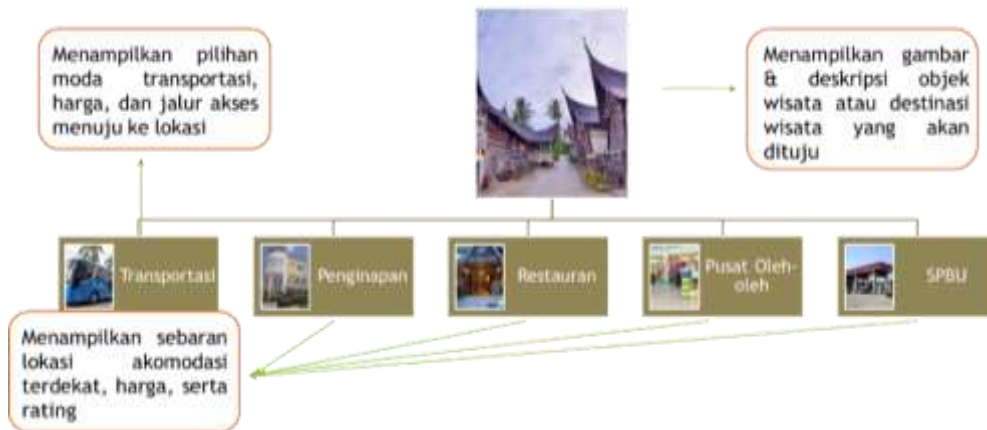 Menampilkan pilihan
moda transportasi,
harga, dan jalur akses
menuju ke lokasi
Menampilkan gambar
& deskripsi objek
wisata atau destinasi
wisata yang akan
dituju
Transportasi
Penginapan
Restauran
Pusat Oleh-
oleh
SPBU
Menampilkan sebaran
lokasi akomodasi
terdekat, harga, serta
rating